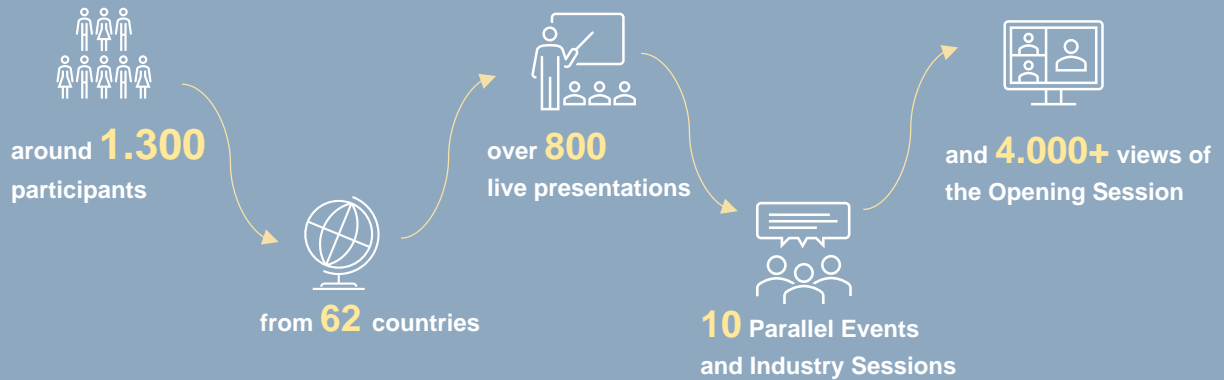 around 1.300
participants
from 62 countries
over 800
live presentations
10 Parallel Events
and Industry Sessions
and 4.000+ views of
the Opening Session